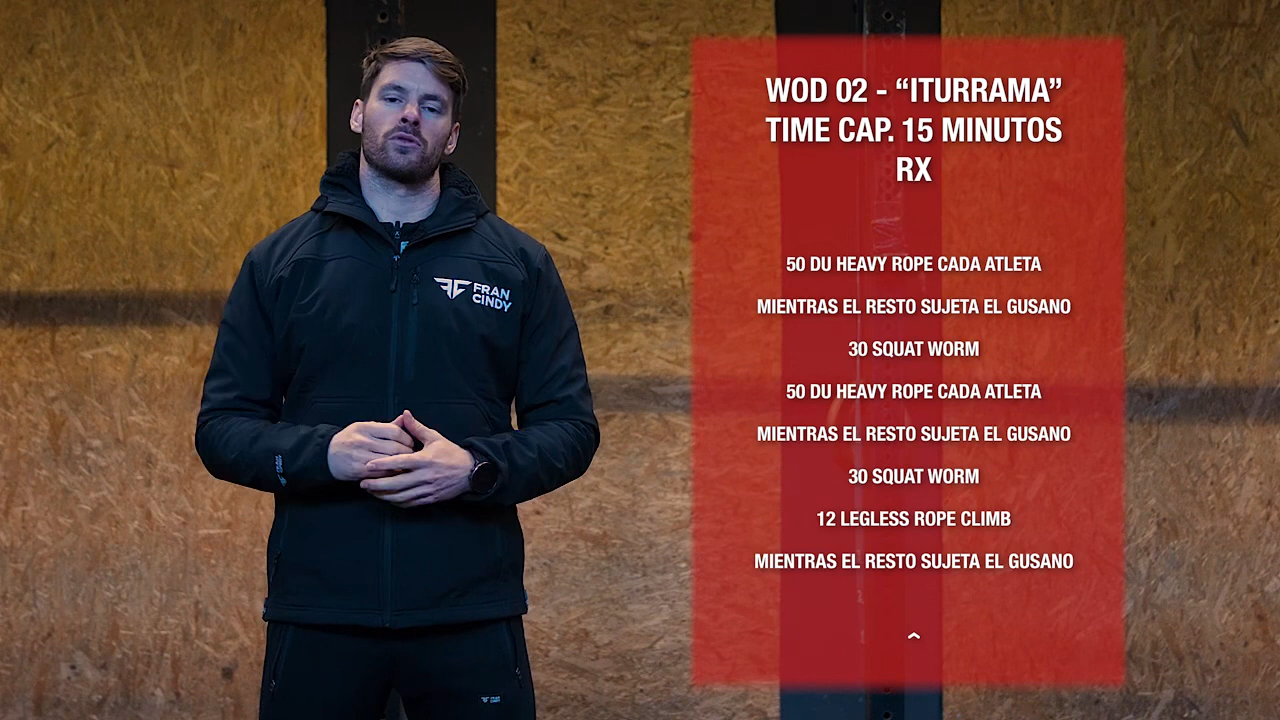 WOD 02 - “ITURRAMA”
TIME CAP. 15 MINUTOS
RX
50 DU HEAVY ROPE CADA ATLETA
MIENTRAS EL RESTO SUJETA EL GUSANO
30 SQUAT WORM
50 DU HEAVY ROPE CADA ATLETA
MIENTRAS EL RESTO SUJETA EL GUSANO
30 SQUAT WORM
12 LEGLESS ROPE CLIMB
MIENTRAS EL RESTO SUJETA EL GUSANO
FRAN
CINDY
FRAN
CINDY